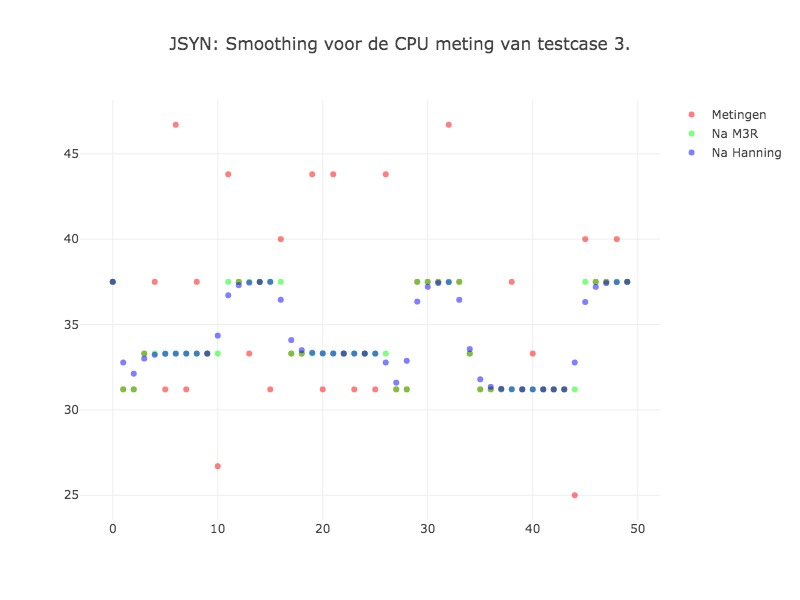 JSYN: Smoothing voor de CPU meting van testcase 3.
Metingen
Na M3R
Na Hanning
45
40
35
30
25
0 10 20 30 40 50